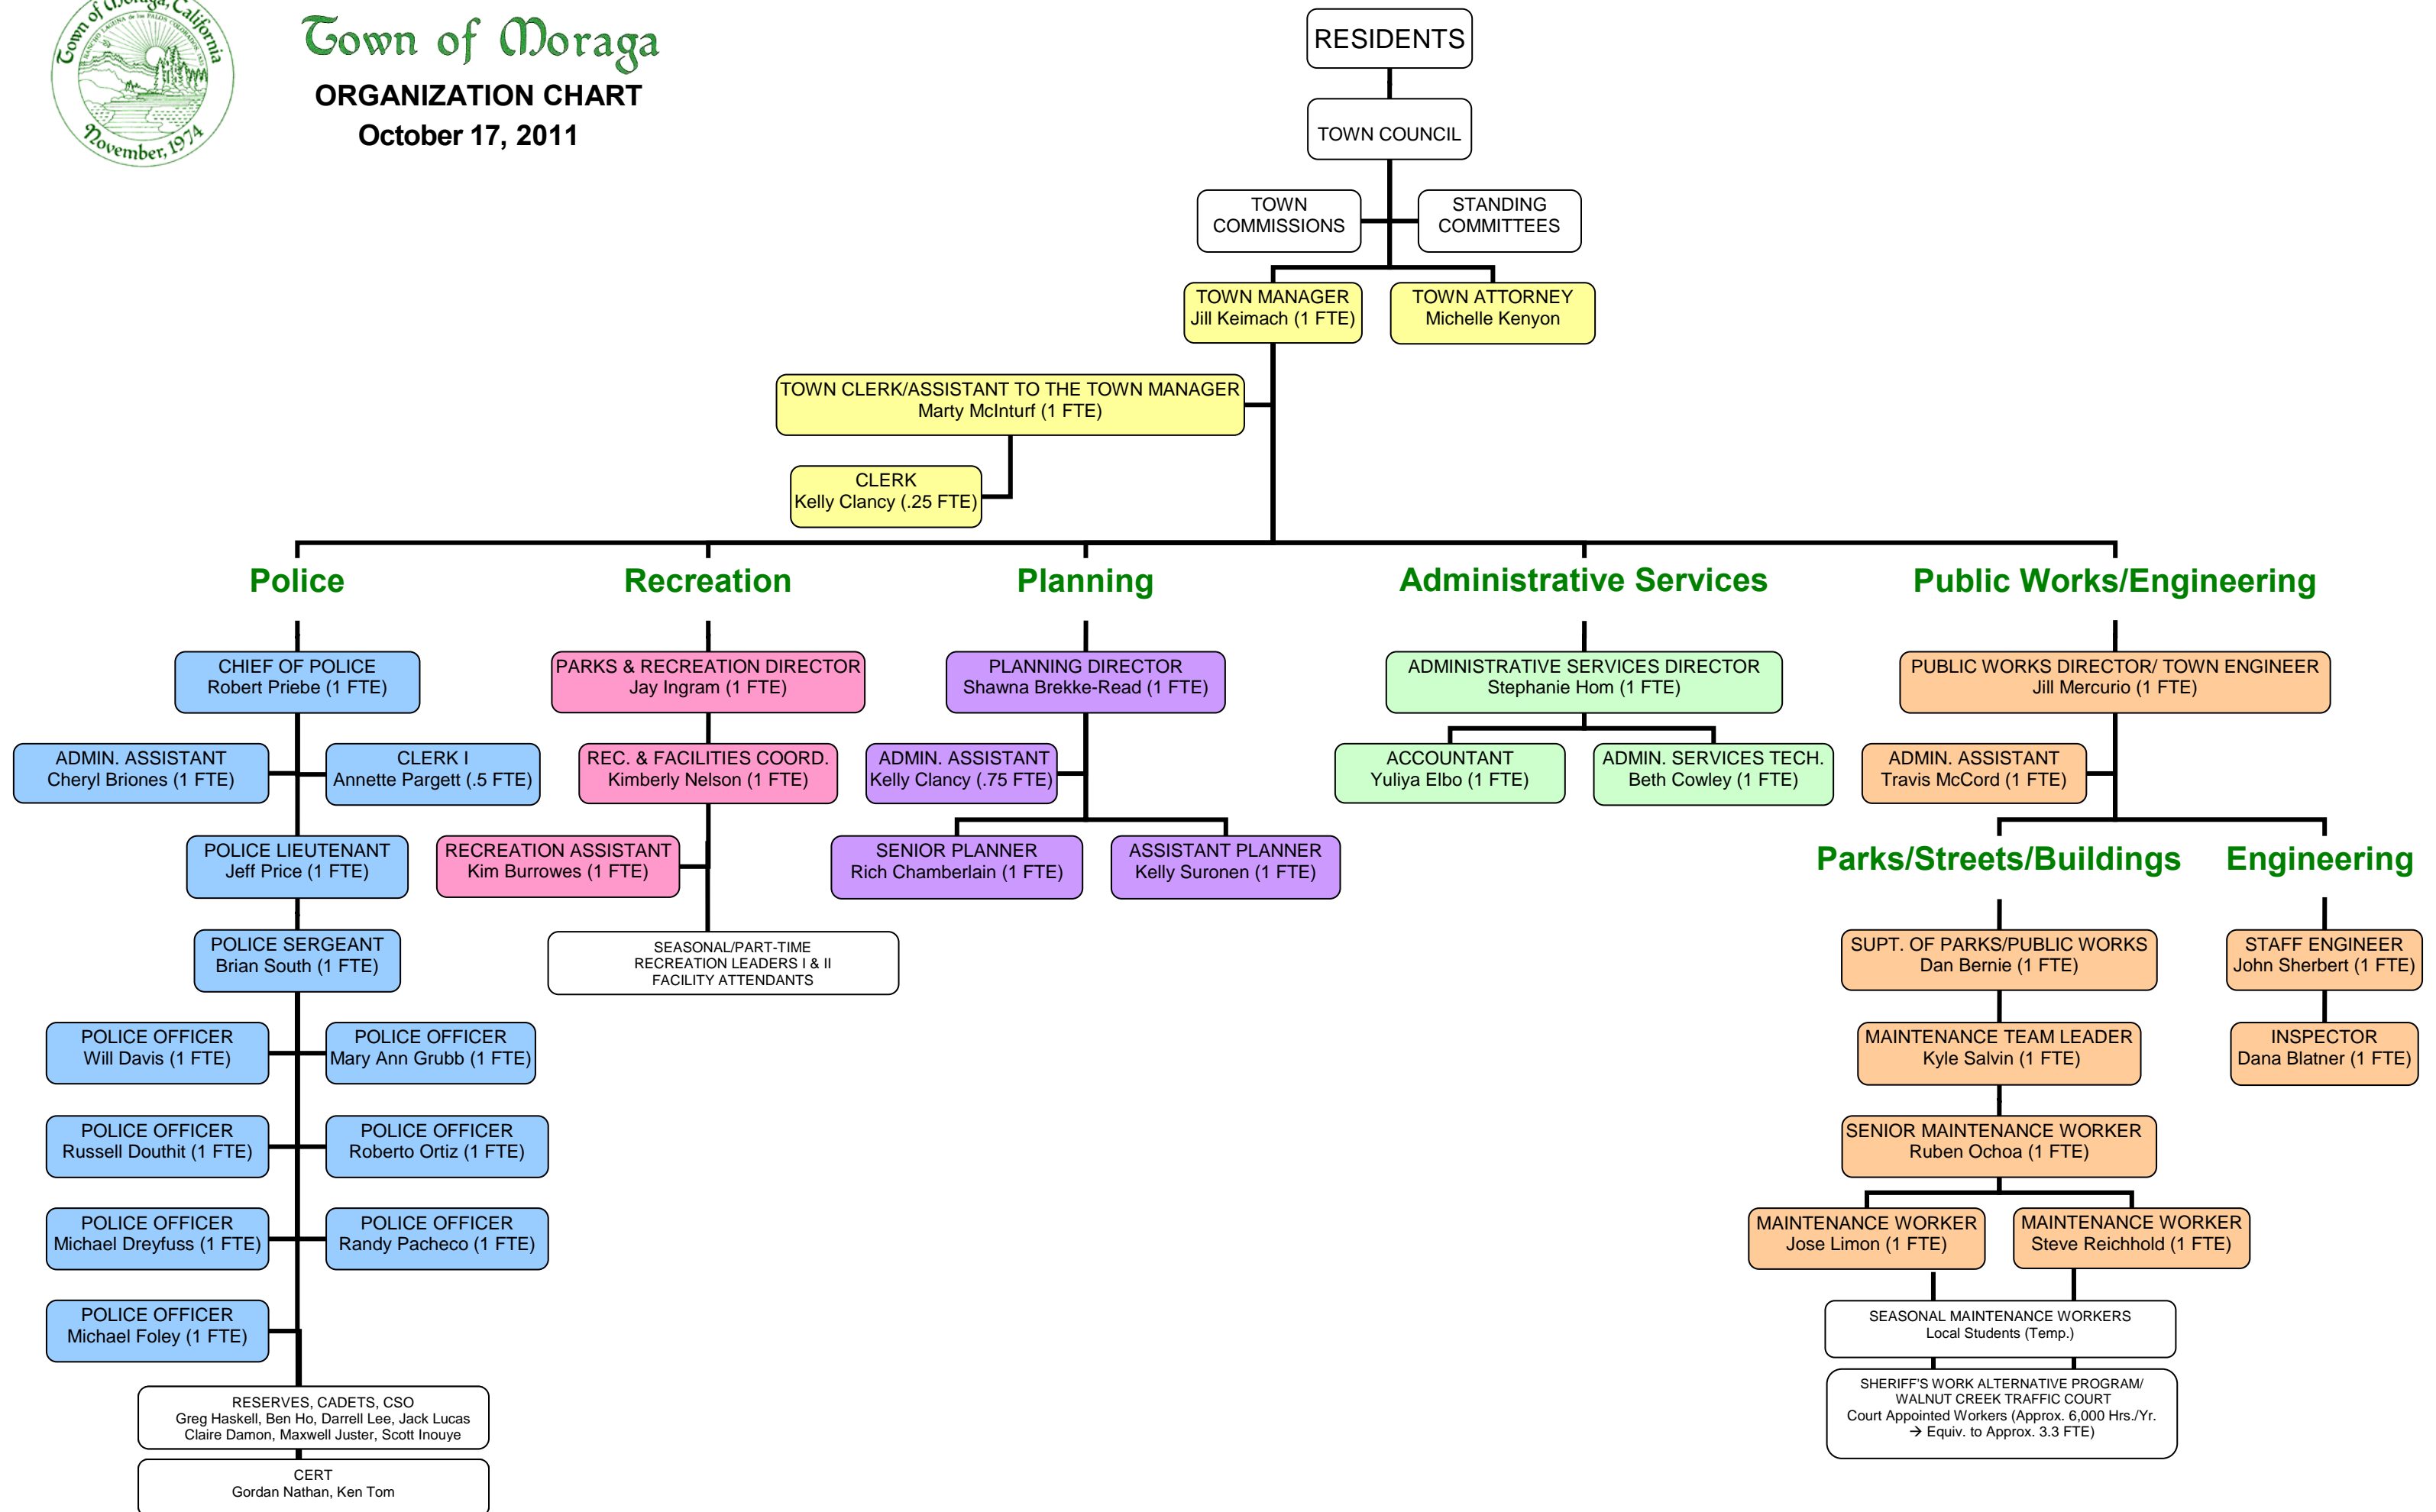 Town of Moraga, California
RANCHO LAGUNA de los PALOS COLORADOS
November, 1974
Town of Moraga
ORGANIZATION CHART
October 17, 2011
RESIDENTS
TOWN COUNCIL
TOWN
COMMISSIONS
STANDING
COMMITTEES
TOWN MANAGER
Jill Keimach (1 FTE)
TOWN ATTORNEY
Michelle Kenyon
TOWN CLERK/ASSISTANT TO THE TOWN MANAGER
Marty McInturf (1 FTE)
CLERK
Kelly Clancy (.25 FTE)
Police
CHIEF OF POLICE
Robert Priebe (1 FTE)
ADMIN. ASSISTANT
Cheryl Briones (1 FTE)
CLERK I
Annette Pargett (.5 FTE)
POLICE LIEUTENANT
Jeff Price (1 FTE)
POLICE SERGEANT
Brian South (1 FTE)
POLICE OFFICER
Will Davis (1 FTE)
POLICE OFFICER
Mary Ann Grubb (1 FTE)
POLICE OFFICER
Russell Douthit (1 FTE)
POLICE OFFICER
Roberto Ortiz (1 FTE)
POLICE OFFICER
Michael Dreyfuss (1 FTE)
POLICE OFFICER
Randy Pacheco (1 FTE)
POLICE OFFICER
Michael Foley (1 FTE)
RESERVES, CADETS, CSO
Greg Haskell, Ben Ho, Darrell Lee, Jack Lucas
Claire Damon, Maxwell Juster, Scott Inouye
CERT
Gordan Nathan, Ken Tom
Recreation
PARKS & RECREATION DIRECTOR
Jay Ingram (1 FTE)
REC. & FACILITIES COORD.
Kimberly Nelson (1 FTE)
RECREATION ASSISTANT
Kim Burrowes (1 FTE)
SEASONAL/PART-TIME
RECREATION LEADERS I & II
FACILITY ATTENDANTS
Planning
PLANNING DIRECTOR
Shawna Brekke-Read (1 FTE)
ADMIN. ASSISTANT
Kelly Clancy (.75 FTE)
SENIOR PLANNER
Rich Chamberlain (1 FTE)
ASSISTANT PLANNER
Kelly Suronen (1 FTE)
Administrative Services
ADMINISTRATIVE SERVICES DIRECTOR
Stephanie Hom (1 FTE)
ACCOUNTANT
Yuliya Elbo (1 FTE)
ADMIN. SERVICES TECH.
Beth Cowley (1 FTE)
Public Works/Engineering
PUBLIC WORKS DIRECTOR/ TOWN ENGINEER
Jill Mercurio (1 FTE)
ADMIN. ASSISTANT
Travis McCord (1 FTE)
Parks/Streets/Buildings
SUPT. OF PARKS/PUBLIC WORKS
Dan Bernie (1 FTE)
MAINTENANCE TEAM LEADER
Kyle Salvin (1 FTE)
SENIOR MAINTENANCE WORKER
Ruben Ochoa (1 FTE)
MAINTENANCE WORKER
Jose Limon (1 FTE)
MAINTENANCE WORKER
Steve Reichhold (1 FTE)
SEASONAL MAINTENANCE WORKERS
Local Students (Temp.)
SHERIFF'S WORK ALTERNATIVE PROGRAM/
WALNUT CREEK TRAFFIC COURT
Court Appointed Workers (Approx. 6,000 Hrs./Yr.
→ Equiv. to Approx. 3.3 FTE)
Engineering
STAFF ENGINEER
John Sherbert (1 FTE)
INSPECTOR
Dana Blatner (1 FTE)